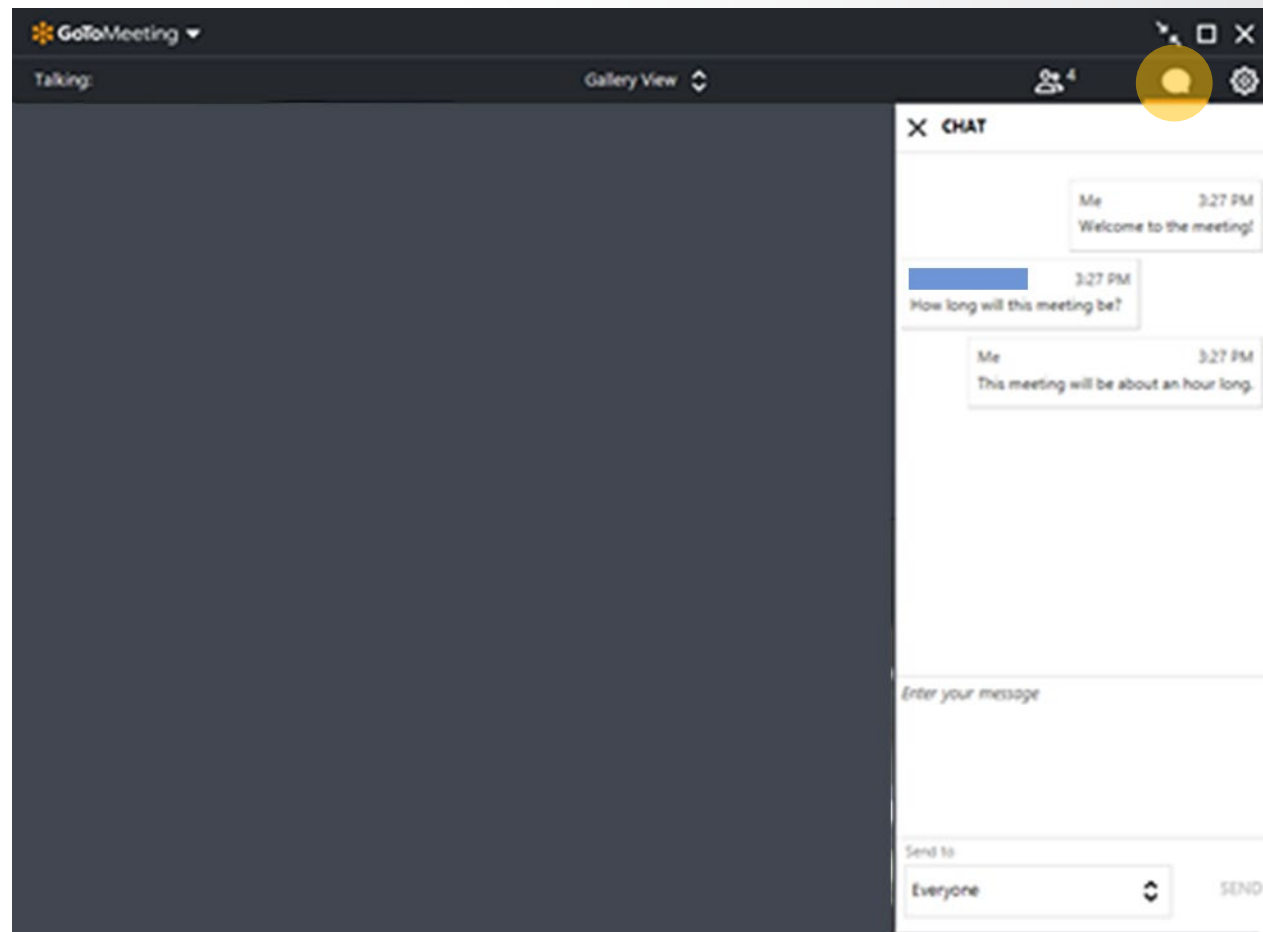 GoToMeeting
Talking:
Gallery View
4
CHAT
Me 3:27 PM
Welcome to the meeting!
3:27 PM
How long will this meeting be?
Me 3:27 PM
This meeting will be about an hour long.
Enter your message
Send to
Everyone
SEND